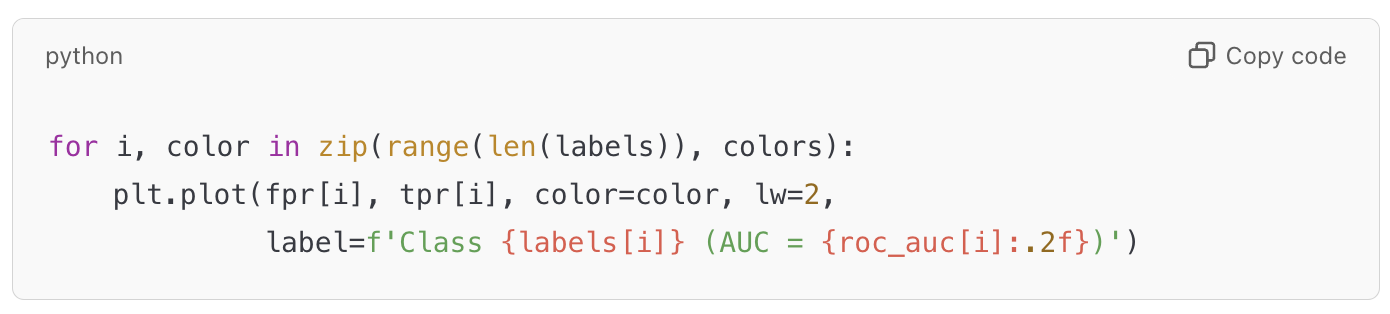 python
Copy code
for i, color in zip(range(len(labels)), colors):
    plt.plot(fpr[i], tpr[i], color=color, lw=2,
             label=f'Class {labels[i]} (AUC = {roc_auc[i]:.2f})')